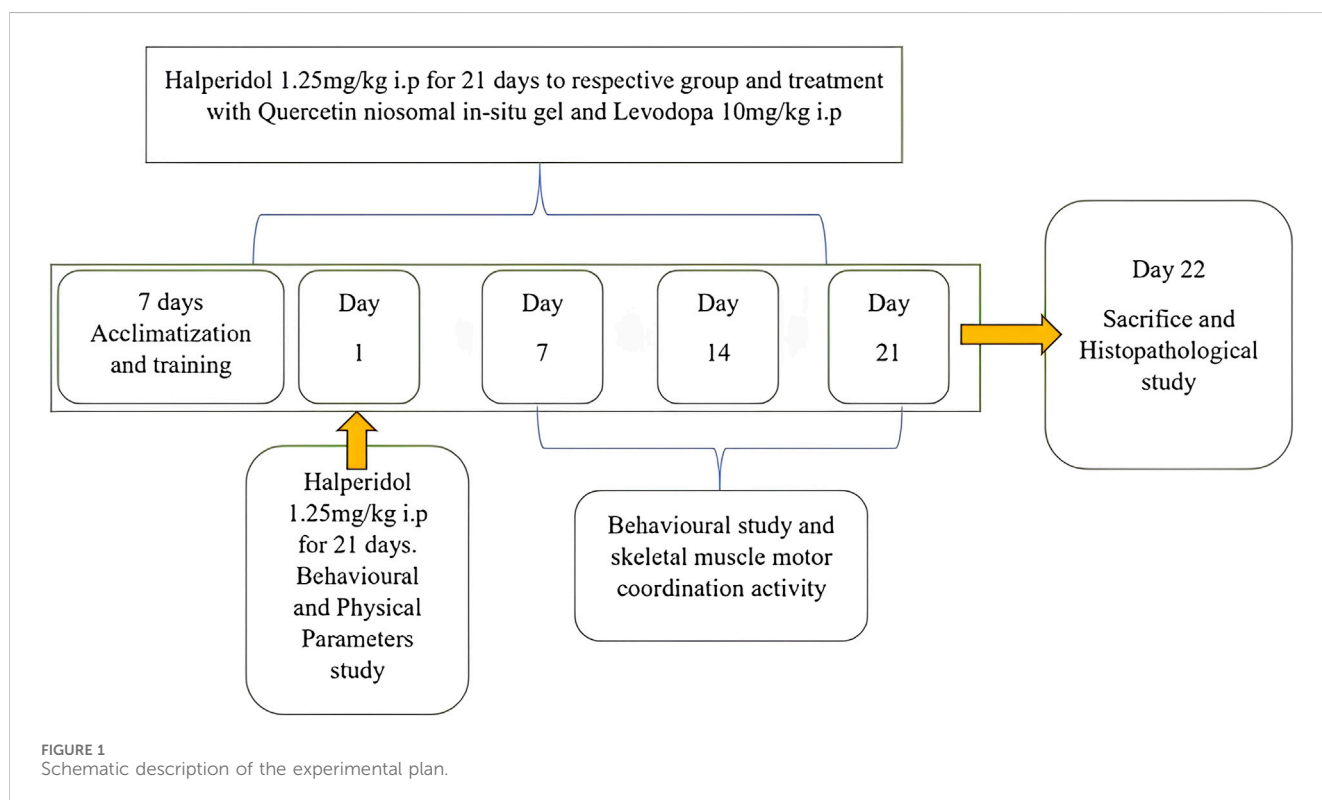 Halperidol 1.25mg/kg i.p for 21 days to respective group and treatment
with Quercetin niosomal in-situ gel and Levodopa 10mg/kg i.p
7 days
Acclimatization
and training
Day
1
Day
7
Day
14
Day
21
Day 22
Sacrifice and
Histopathological
study
Halperidol
1.25mg/kg i.p
for 21 days.
Behavioural
and Physical
Parameters
study
Behavioural study and
skeletal muscle motor
coordination activity
FIGURE 1
Schematic description of the experimental plan.